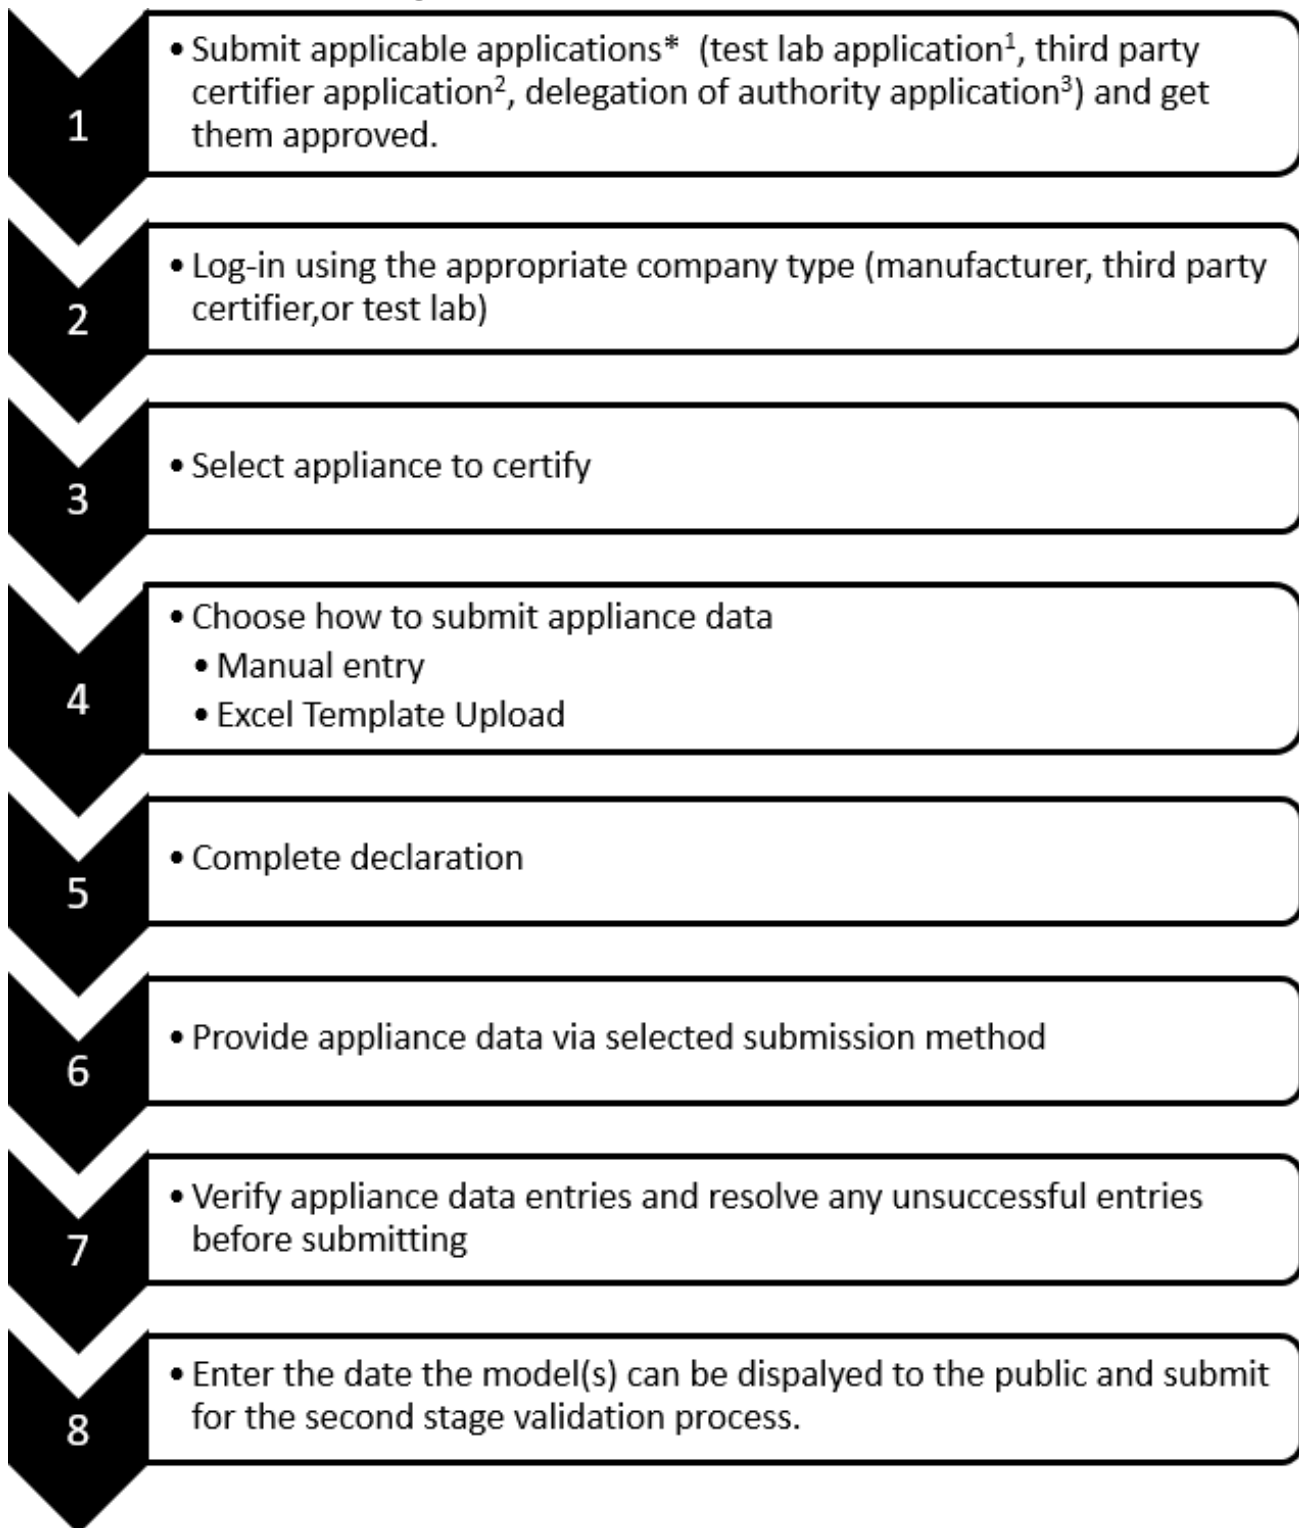 1
• Submit applicable applications* (test lab application¹, third party
certifier application², delegation of authority application³) and get
them approved.
2
• Log-in using the appropriate company type (manufacturer, third party
certifier,or test lab)
3
• Select appliance to certify
4
• Choose how to submit appliance data
• Manual entry
• Excel Template Upload
5
• Complete declaration
6
• Provide appliance data via selected submission method
7
• Verify appliance data entries and resolve any unsuccessful entries
before submitting
8
• Enter the date the model(s) can be dispalyed to the public and submit
for the second stage validation process.